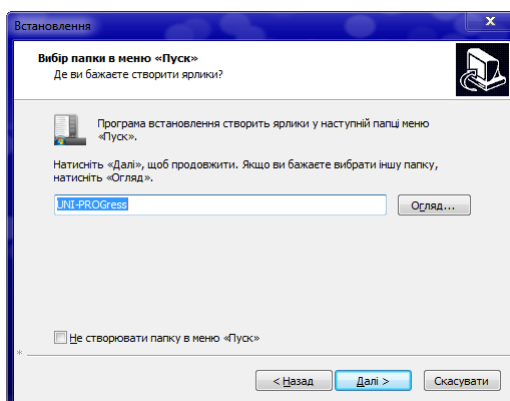 Встановлення
Вибір папки в меню «Пуск»
Де ви бажаєте створити ярлики?
Програма встановлення створить ярлики у наступній папці меню
«Пуск».
Натисніть «Далі», щоб продовжити. Якщо ви бажаєте вибрати іншу папку,
натисніть «Огляд».
UNI-PROGress
Огляд...
Не створювати папку в меню «Пуск»
*
< Назад Далі > Скасувати